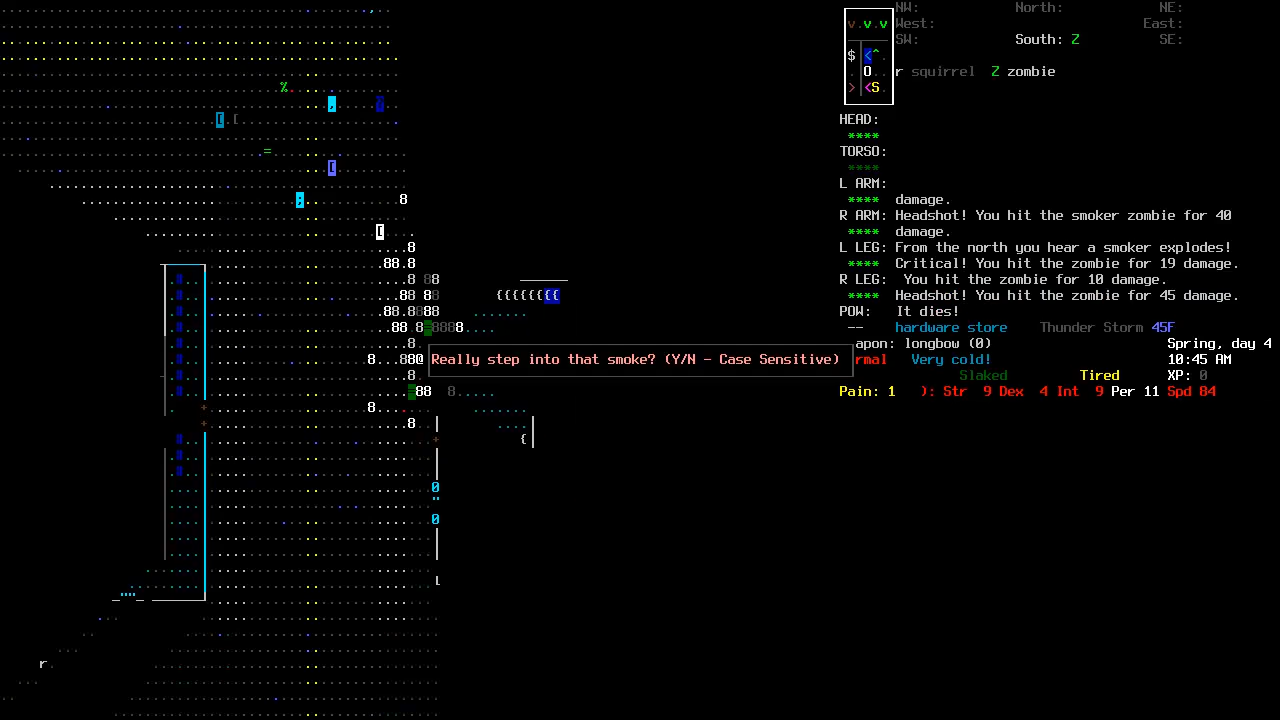 NW: North: NE:
West: East:
SW: South: Z SE:
r squirrel Z zombie
HEAD:
****
TORSO:
****
L ARM:
**** damage.
R ARM: Headshot! You hit the smoker zombie for 40
**** damage.
L LEG: From the north you hear a smoker explodes!
**** Critical! You hit the zombie for 19 damage.
R LEG: You hit the zombie for 10 damage.
**** Headshot! You hit the zombie for 45 damage.
POW: It dies!
-- hardware store Thunder Storm 45F
apon: longbow (0) Spring, day 4
Really step into that smoke? (Y/N - Case Sensitive)
rmal Very cold! 10:45 AM
Slaked Tired XP: 0
Pain: 1 ): Str 9 Dex 4 Int 9 Per 11 Spd 84